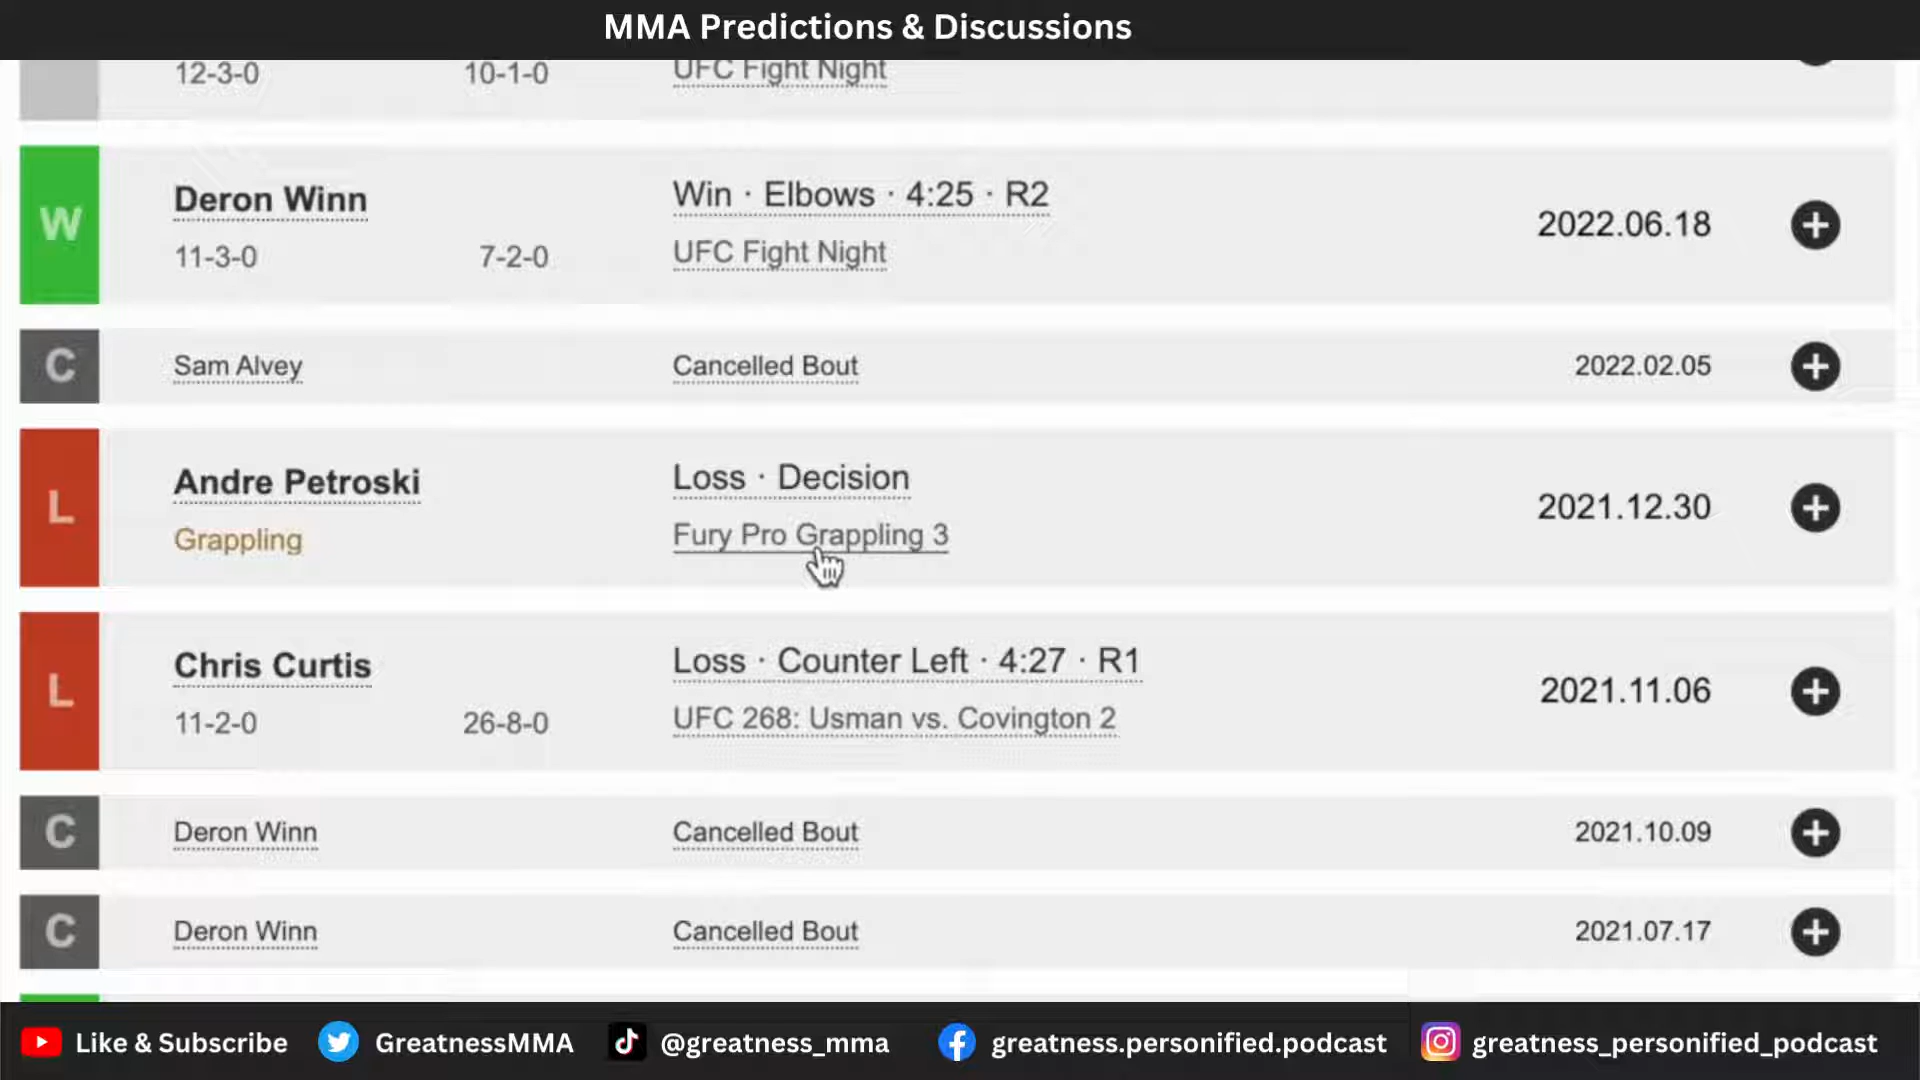 MMA Predictions & Discussions
12-3-0 10-1-0 UFC Fight Night
W Deron Winn Win · Elbows · 4:25 · R2 2022.06.18
11-3-0 7-2-0 UFC Fight Night
C Sam Alvey Cancelled Bout 2022.02.05
L Andre Petroski Loss · Decision 2021.12.30
Grappling Fury Pro Grappling 3
L Chris Curtis Loss · Counter Left · 4:27 · R1 2021.11.06
11-2-0 26-8-0 UFC 268: Usman vs. Covington 2
C Deron Winn Cancelled Bout 2021.10.09
C Deron Winn Cancelled Bout 2021.07.17
Like & Subscribe GreatnessMMA @greatness_mma greatness.personified.podcast greatness_personified_podcast